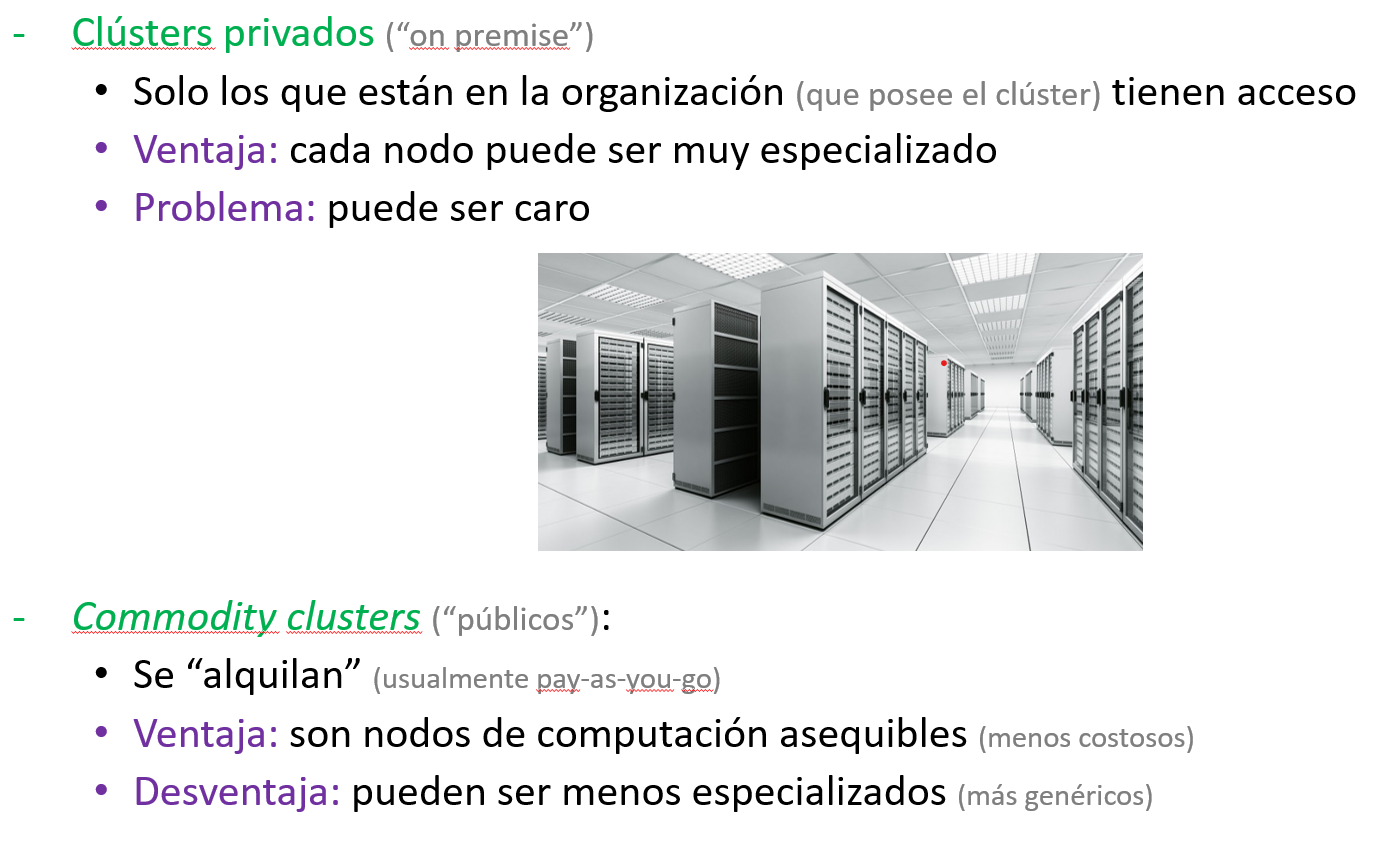 - Clústers privados (“on premise”)
• Solo los que están en la organización (que posee el clúster) tienen acceso
• Ventaja: cada nodo puede ser muy especializado
• Problema: puede ser caro
- Commodity clusters (“públicos”):
• Se “alquilan” (usualmente pay-as-you-go)
• Ventaja: son nodos de computación asequibles (menos costosos)
• Desventaja: pueden ser menos especializados (más genéricos)